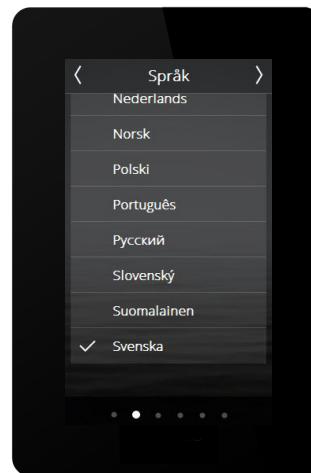 Språk
Nederlands
Norsk
Polski
Português
Русский
Slovenský
Suomalainen
Svenska